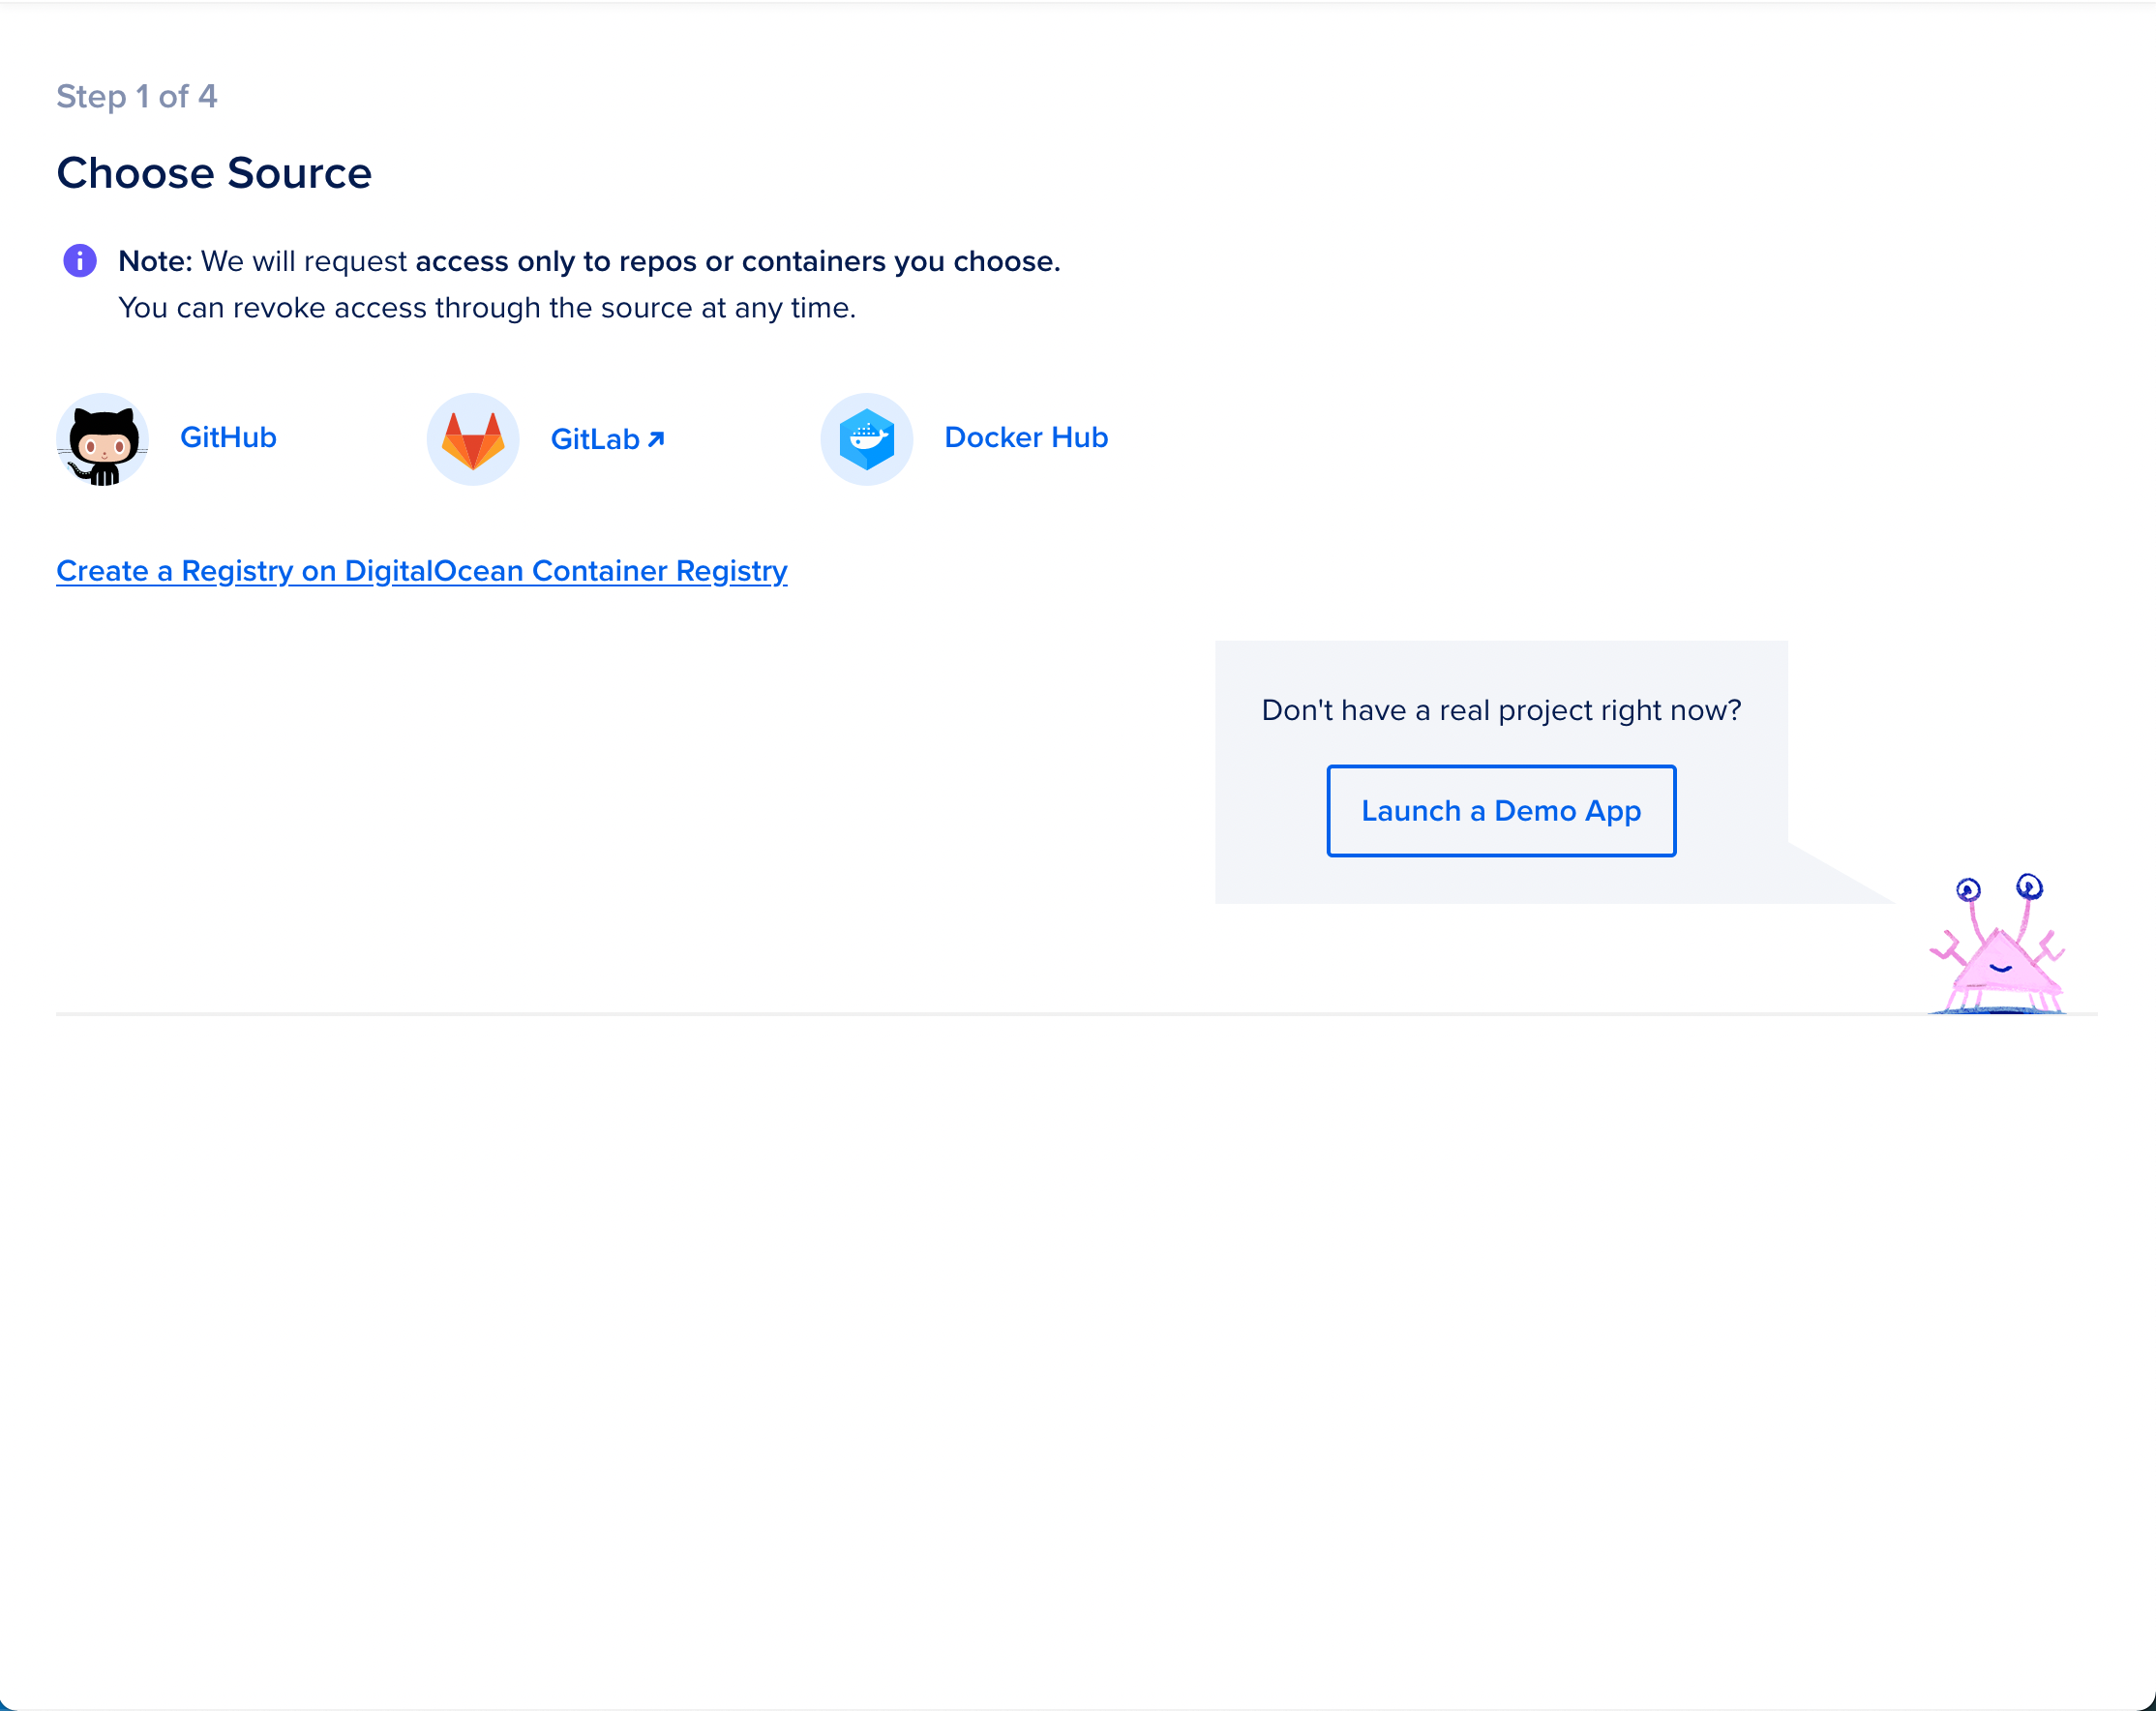 Step 1 of 4
Choose Source
Note: We will request access only to repos or containers you choose.
You can revoke access through the source at any time.
GitHub
GitLab
Docker Hub
Create a Registry on DigitalOcean Container Registry
Don't have a real project right now?
Launch a Demo App